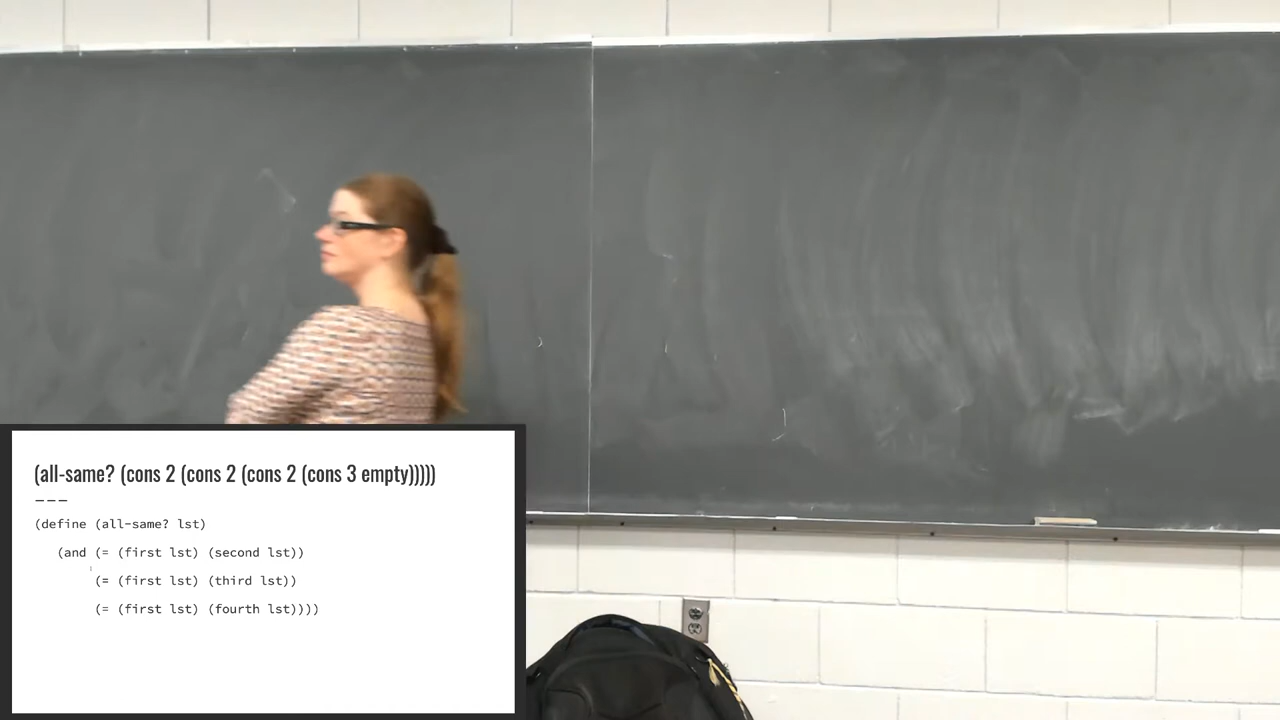 (all-same? (cons 2 (cons 2 (cons 2 (cons 3 empty)))))
(define (all-same? lst)
(and (= (first lst) (second lst))
(= (first lst) (third lst))
(= (first lst) (fourth lst))))